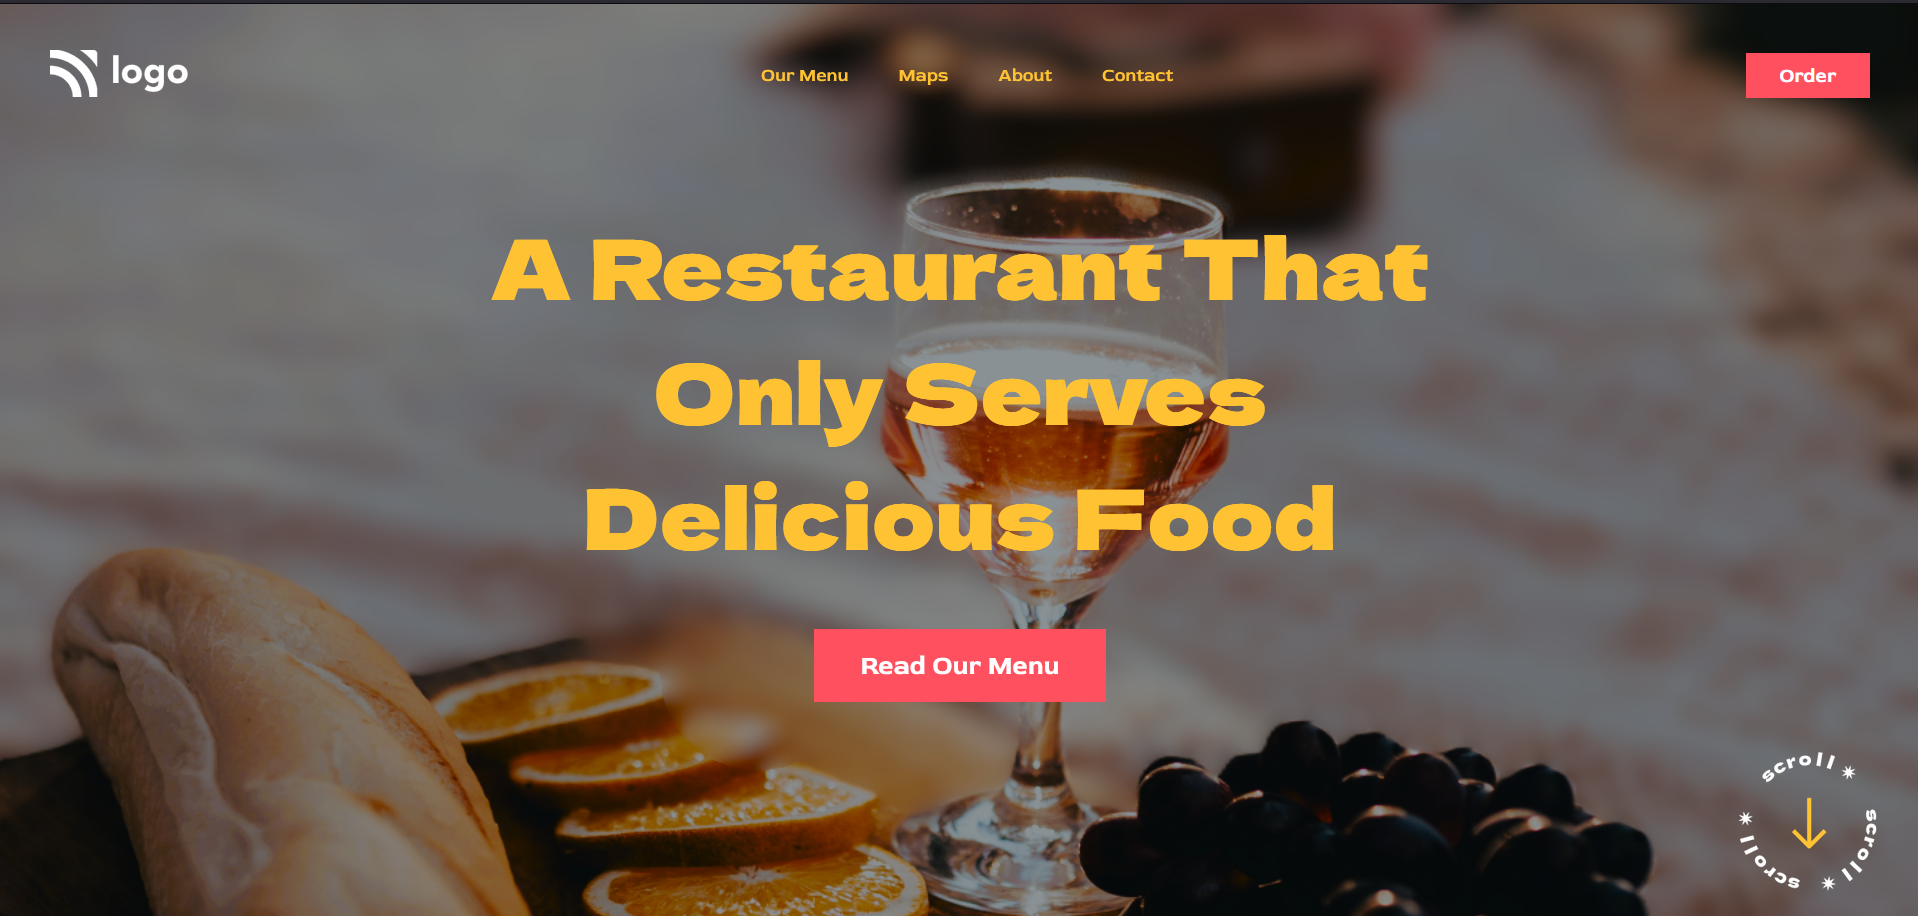 logo
Our Menu
Maps
About
Contact
Order
A Restaurant That
Only Serves
Delicious Food
Read Our Menu
scroll
scroll
scroll